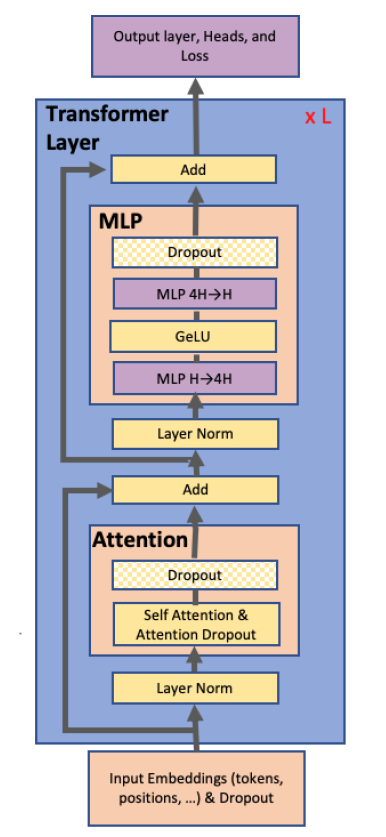 Output layer, Heads, and
Loss
Transformer
Layer
x L
Add
MLP
Dropout
MLP 4H→H
GeLU
MLP H→4H
Layer Norm
Add
Attention
Dropout
Self Attention &
Attention Dropout
Layer Norm
Input Embeddings (tokens,
positions, ...) & Dropout